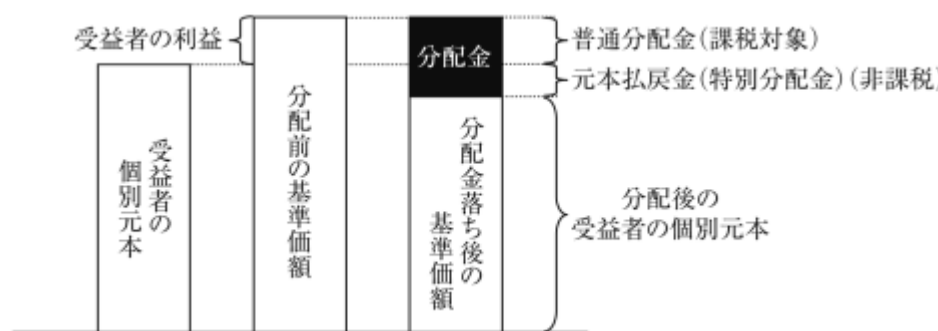 受益者の利益
分配金
普通分配金(課税対象)
元本払戻金(特別分配金)(非課税)
受益者の
個別元本
分配前の基準価額
分配金落ち後の
基準価額
分配後の
受益者の個別元本